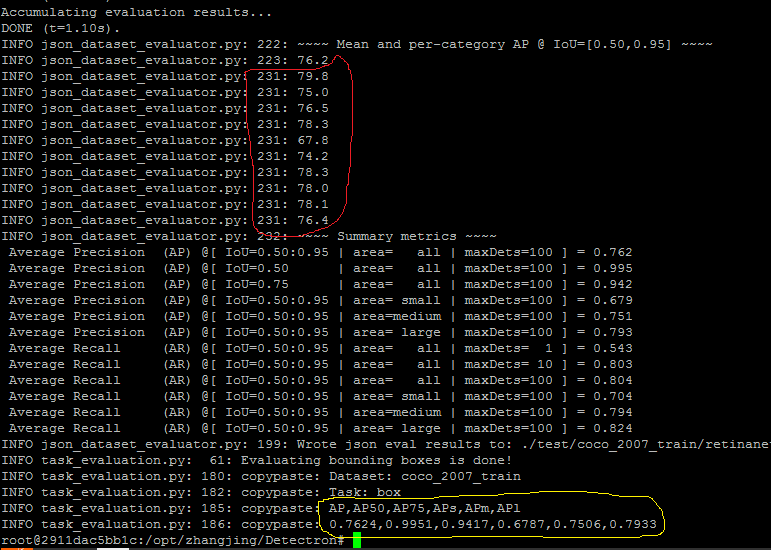 Accumulating evaluation results...
DONE (t=1.10s).
INFO json_dataset_evaluator.py: 222: ~~~~ Mean and per-category AP @ IoU=[0.50,0.95] ~~~~
INFO json_dataset_evaluator.py: 223: 76.2
INFO json_dataset_evaluator.py: 231: 79.8
INFO json_dataset_evaluator.py: 231: 75.0
INFO json_dataset_evaluator.py: 231: 76.5
INFO json_dataset_evaluator.py: 231: 78.3
INFO json_dataset_evaluator.py: 231: 67.8
INFO json_dataset_evaluator.py: 231: 74.2
INFO json_dataset_evaluator.py: 231: 78.3
INFO json_dataset_evaluator.py: 231: 78.0
INFO json_dataset_evaluator.py: 231: 78.1
INFO json_dataset_evaluator.py: 231: 76.4
INFO json_dataset_evaluator.py: 232: ~~~~ Summary metrics ~~~~
Average Precision  (AP) @[ IoU=0.50:0.95 | area=   all | maxDets=100 ] = 0.762
Average Precision  (AP) @[ IoU=0.50      | area=   all | maxDets=100 ] = 0.995
Average Precision  (AP) @[ IoU=0.75      | area=   all | maxDets=100 ] = 0.942
Average Precision  (AP) @[ IoU=0.50:0.95 | area= small | maxDets=100 ] = 0.679
Average Precision  (AP) @[ IoU=0.50:0.95 | area=medium | maxDets=100 ] = 0.751
Average Precision  (AP) @[ IoU=0.50:0.95 | area= large | maxDets=100 ] = 0.793
Average Recall     (AR) @[ IoU=0.50:0.95 | area=   all | maxDets=  1 ] = 0.543
Average Recall     (AR) @[ IoU=0.50:0.95 | area=   all | maxDets= 10 ] = 0.803
Average Recall     (AR) @[ IoU=0.50:0.95 | area=   all | maxDets=100 ] = 0.804
Average Recall     (AR) @[ IoU=0.50:0.95 | area= small | maxDets=100 ] = 0.704
Average Recall     (AR) @[ IoU=0.50:0.95 | area=medium | maxDets=100 ] = 0.794
Average Recall     (AR) @[ IoU=0.50:0.95 | area= large | maxDets=100 ] = 0.824
INFO json_dataset_evaluator.py: 199: Wrote json eval results to: ./test/coco_2007_train/retinane
INFO task_evaluation.py:  61: Evaluating bounding boxes is done!
INFO task_evaluation.py: 180: copypaste: Dataset: coco_2007_train
INFO task_evaluation.py: 182: copypaste: Task: box
INFO task_evaluation.py: 185: copypaste: AP,AP50,AP75,APs,APm,APl
INFO task_evaluation.py: 186: copypaste: 0.7624,0.9951,0.9417,0.6787,0.7506,0.7933
root@2911dac5bb1c:/opt/zhangjing/Detectron#